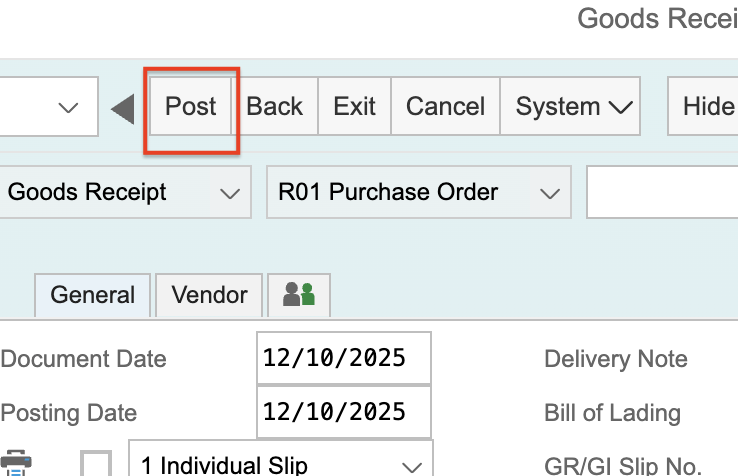 Goods Recei
Post Back Exit Cancel System Hide
Goods Receipt R01 Purchase Order
General Vendor
Document Date 12/10/2025 Delivery Note
Posting Date 12/10/2025 Bill of Lading
1 Individual Slip GR/GI Slip No.